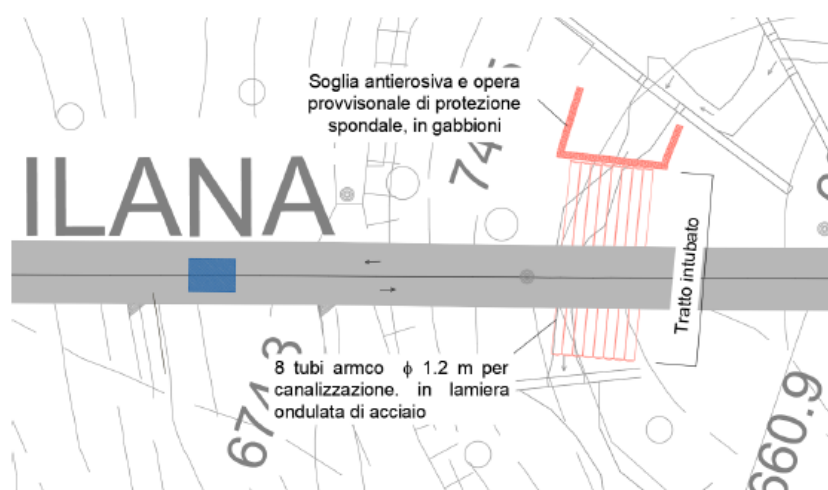 Soglia antierosiva e opera
provvisonale di protezione
spondale, in gabbioni
ILANA
Tratto intubato
8 tubi armco ϕ 1.2 m per
canalizzazione. in lamiera
ondulata di acciaio
660.9